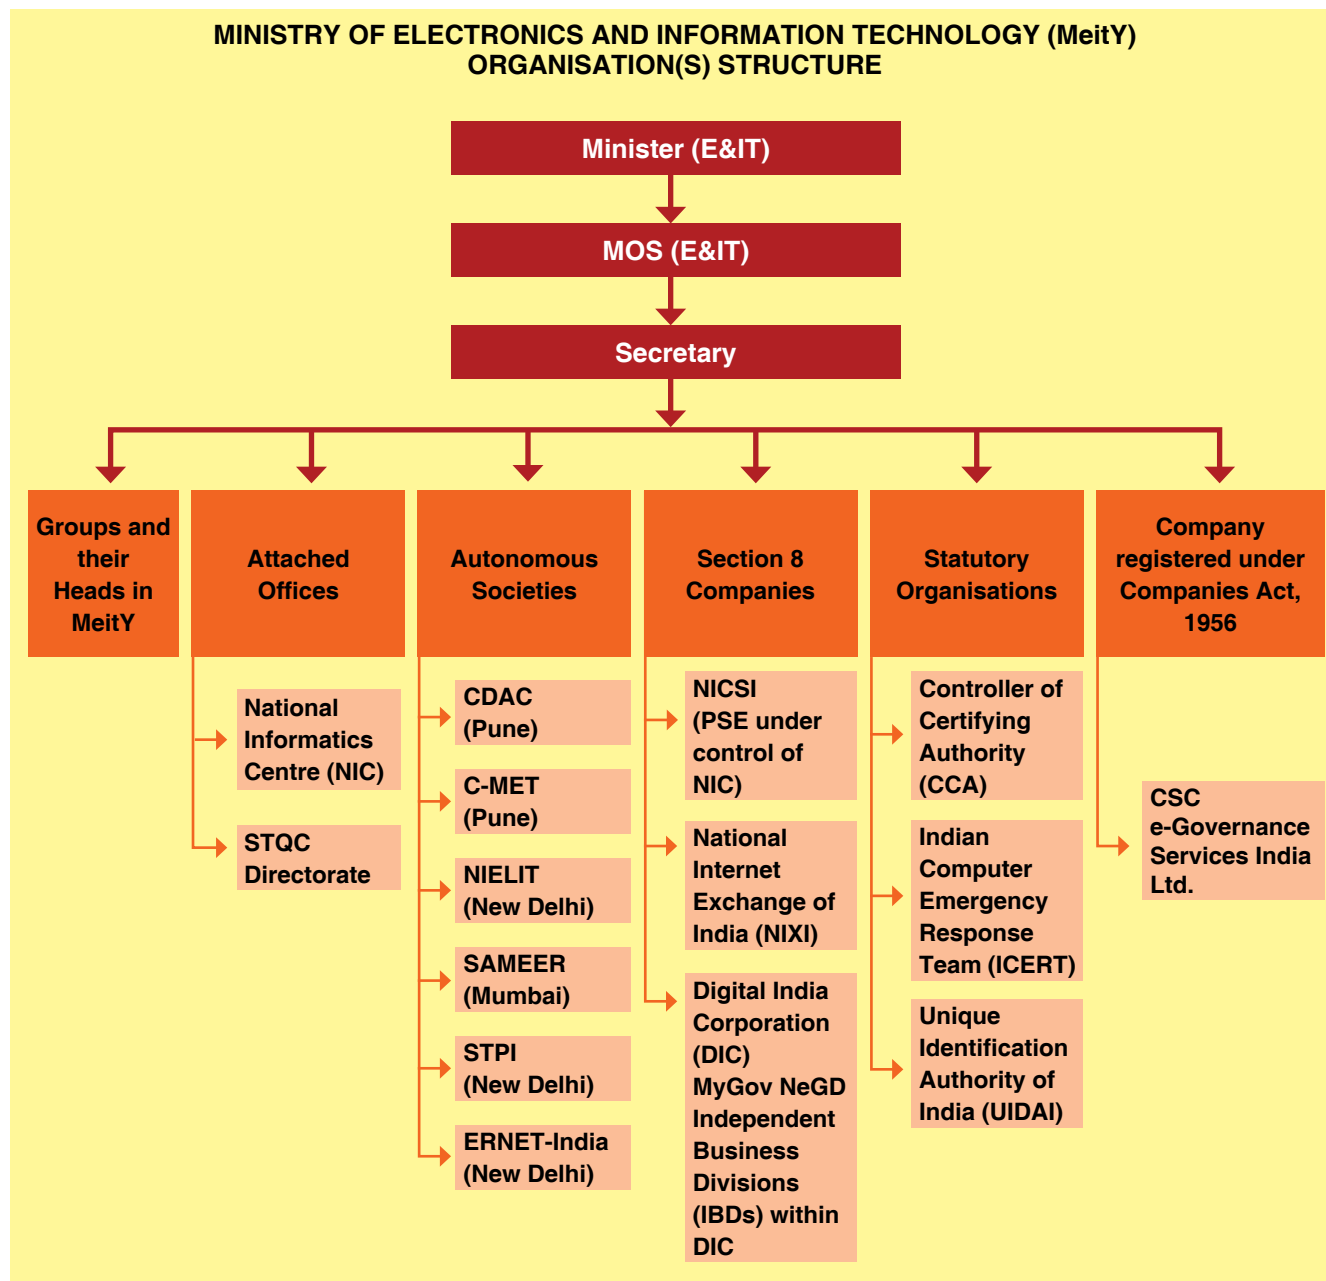 MINISTRY OF ELECTRONICS AND INFORMATION TECHNOLOGY (MeitY)
ORGANISATION(S) STRUCTURE
Minister (E&IT)
MOS (E&IT)
Secretary
Groups and
their
Heads in
MeitY
Attached
Offices
Autonomous
Societies
Section 8
Companies
Statutory
Organisations
Company
registered under
Companies Act,
1956
National
Informatics
Centre (NIC)
STQC
Directorate
CDAC
(Pune)
C-MET
(Pune)
NIELIT
(New Delhi)
SAMEER
(Mumbai)
STPI
(New Delhi)
ERNET-India
(New Delhi)
NICSI
(PSE under
control of
NIC)
National
Internet
Exchange of
India (NIXI)
Digital India
Corporation
(DIC)
MyGov NeGD
Independent
Business
Divisions
(IBDs) within
DIC
Controller of
Certifying
Authority
(CCA)
Indian
Computer
Emergency
Response
Team (ICERT)
Unique
Identification
Authority of
India (UIDAI)
CSC
e-Governance
Services India
Ltd.